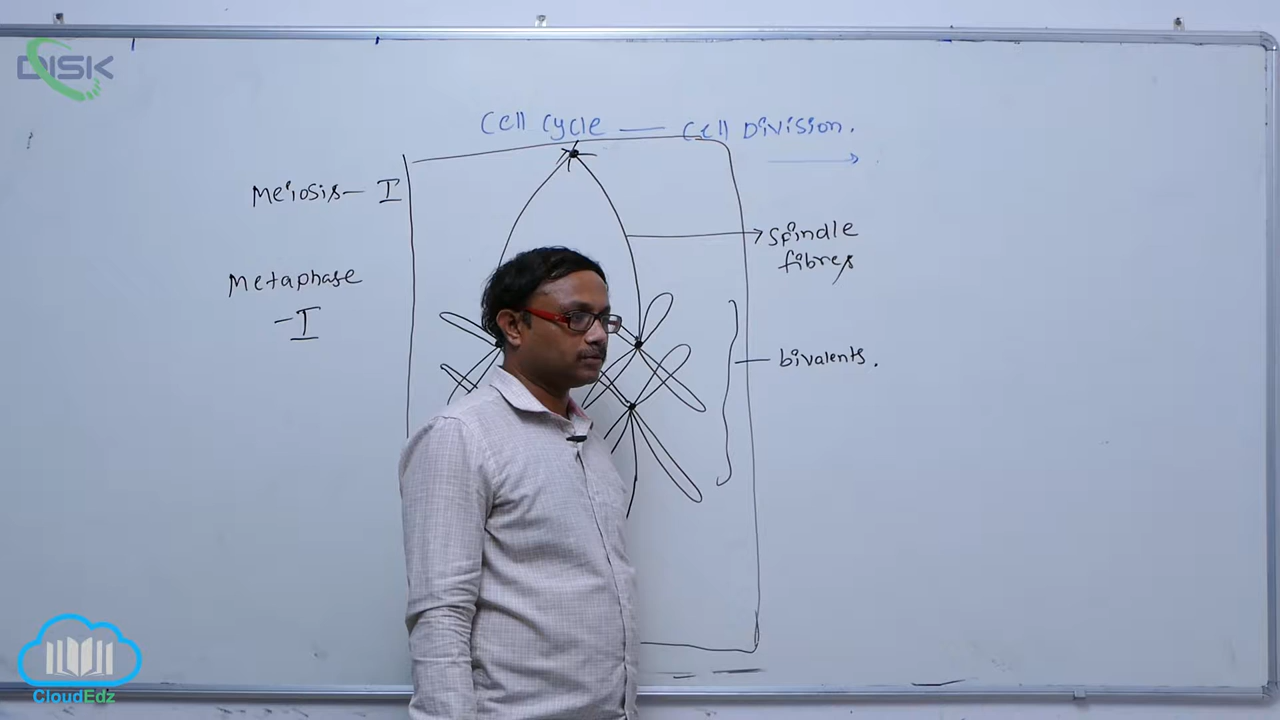 DISK
Cell Cycle — Cell Division.
Meiosis - I
Spindle
fibres
Metaphase
- I
bivalents.
CloudEdz